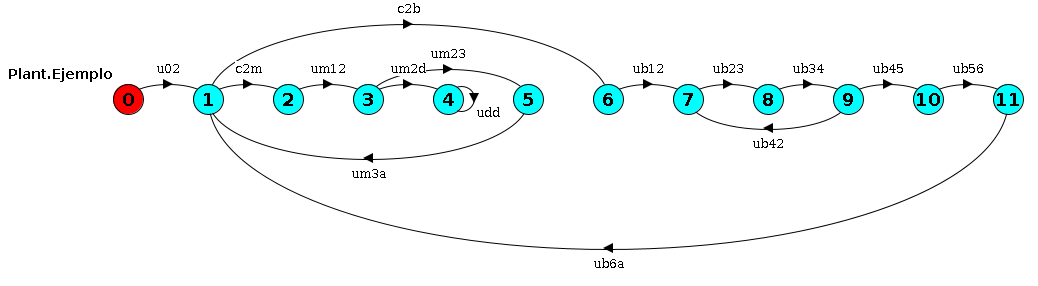 c2b
um23
Plant.Ejemplo
u02
c2m
um12
um2d
ub12
ub23
ub34
ub45
ub56
0
1
2
3
4
5
6
7
8
9
10
11
udd
ub42
um3a
ub6a